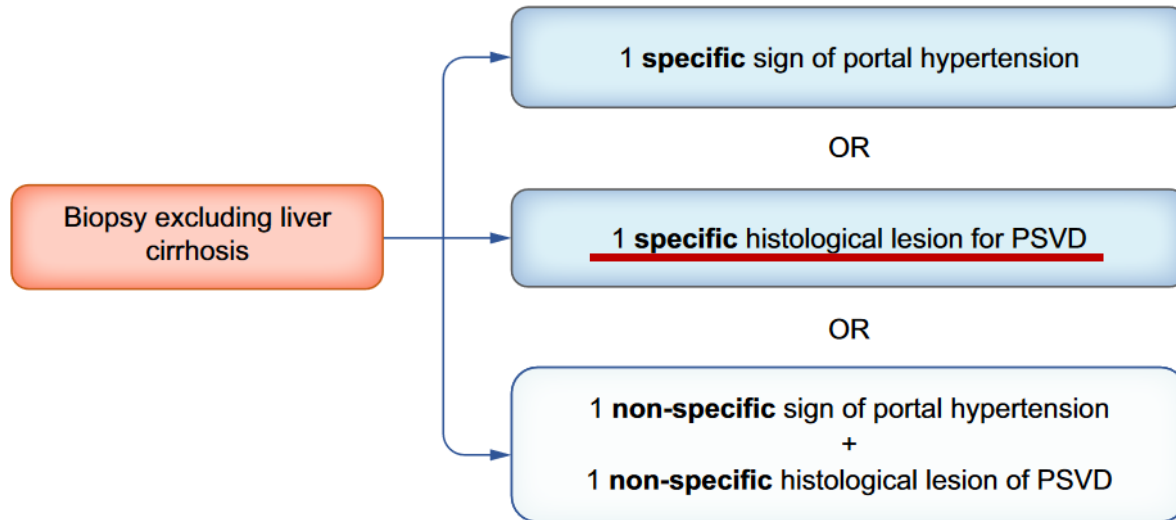 1 specific sign of portal hypertension
OR
Biopsy excluding liver
cirrhosis
1 specific histological lesion for PSVD
OR
1 non-specific sign of portal hypertension
+
1 non-specific histological lesion of PSVD